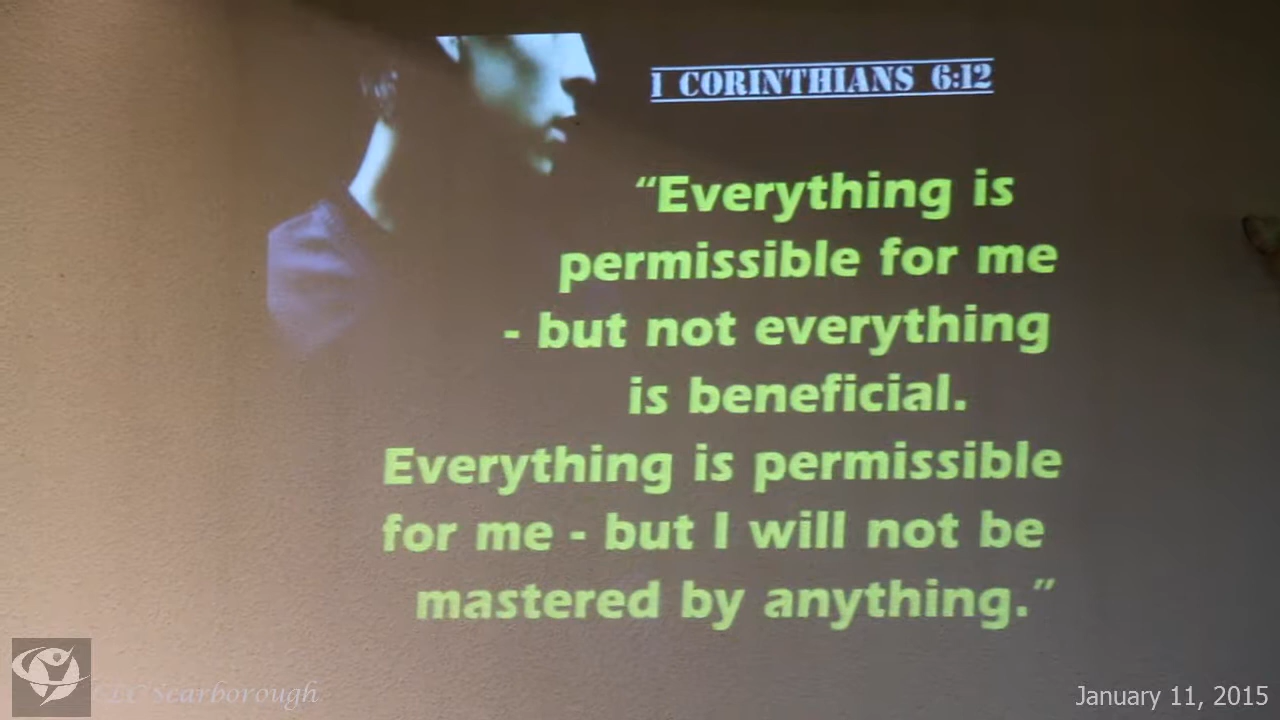 1 CORINTHIANS 6:12
“Everything is
permissible for me
- but not everything
is beneficial.
Everything is permissible
for me - but I will not be
mastered by anything.”
Scarborough
January 11, 2015